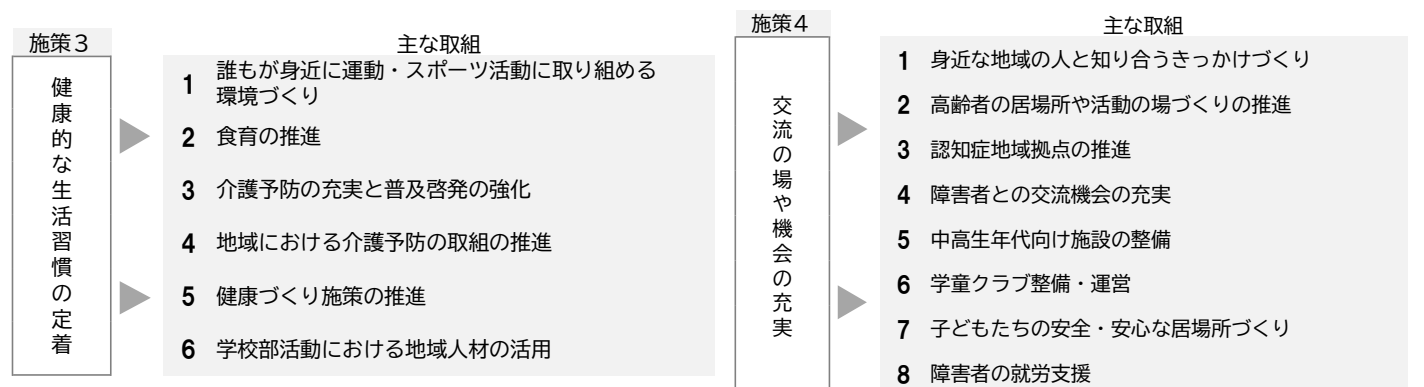 施策3
主な取組
健康的な生活習慣の定着
1 誰もが身近に運動・スポーツ活動に取り組める
環境づくり
2 食育の推進
3 介護予防の充実と普及啓発の強化
4 地域における介護予防の取組の推進
5 健康づくり施策の推進
6 学校部活動における地域人材の活用
施策4
主な取組
交流の場や機会の充実
1 身近な地域の人と知り合うきっかけづくり
2 高齢者の居場所や活動の場づくりの推進
3 認知症地域拠点の推進
4 障害者との交流機会の充実
5 中高生年代向け施設の整備
6 学童クラブ整備・運営
7 子どもたちの安全・安心な居場所づくり
8 障害者の就労支援